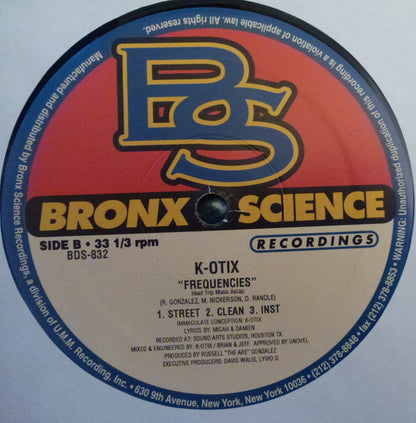 BS
BRONX SCIENCE
RECORDINGS
SIDE B • 33 1/3 rpm
BDS-832
K-OTIX
"FREQUENCIES"
Head Trip Music Ascap
(R. GONZALEZ, M. NICKERSON, D. RANDLE)
1. STREET 2. CLEAN 3. INST
IMMACULATE CONCEPTION: K-OTIX
LYRICS BY: MICAH & DAMIEN
RECORDED AT: SOUND ARTS STUDIOS, HOUSTON TX.
MIXED & ENGINEERED BY: K-OTIX / BRIAN & JEFF. APPROVED BY UNOVEL
PRODUCED BY RUSSELL "THE ARE" GONZALEZ
EXECUTIVE PRODUCERS: DAVID WALIS, LYVIO G
Manufactured and distributed by Bronx Science Recordings, a division of U.M.M. Recording, Inc. • 630 9th Avenue, New York, New York 10036 • (212) 378-8848 • fax (212) 378-8853 • WARNING: Unauthorized duplication of this recording is a violation of applicable law. All rights reserved.